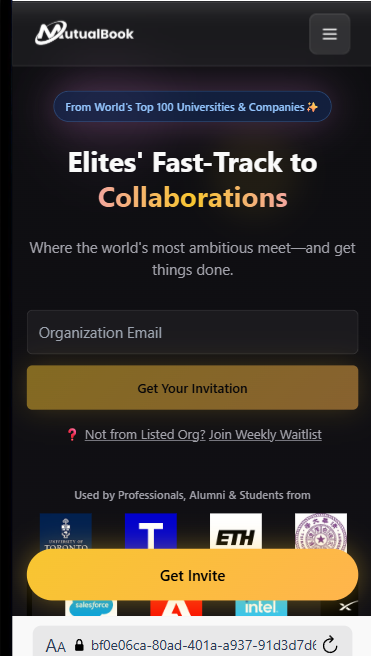 MutualBook
From World's Top 100 Universities & Companies✨
Elites' Fast-Track to
Collaborations
Where the world's most ambitious meet—and get
things done.
Organization Email
Get Your Invitation
❓ Not from Listed Org? Join Weekly Waitlist
Used by Professionals, Alumni & Students from
UNIVERSITY OF
TORONTO
T
ETH
Get Invite
salesforce
intel
AA bf0e06ca-80ad-401a-a937-91d3d7d6